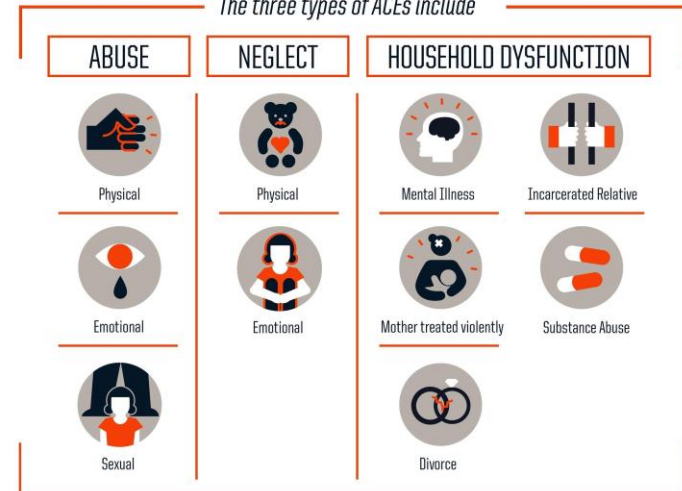 The three types of ACEs include
ABUSE
NEGLECT
HOUSEHOLD DYSFUNCTION
Physical
Physical
Mental Illness
Incarcerated Relative
Emotional
Emotional
Mother treated violently
Substance Abuse
Sexual
Divorce